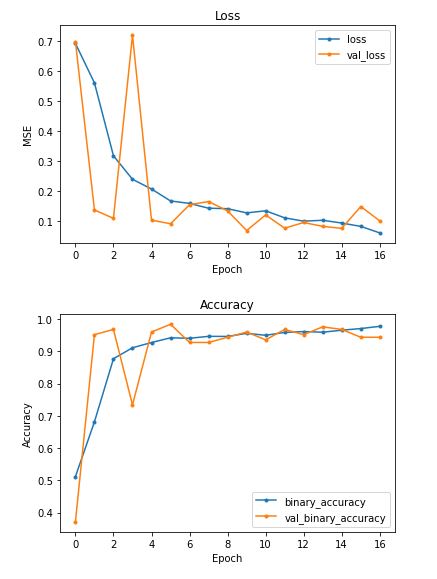 Loss
0.7
0.6
0.5
0.4
0.3
0.2
0.1
MSE
loss
val_loss
0 2 4 6 8 10 12 14 16
Epoch
Accuracy
1.0
0.9
0.8
0.7
0.6
0.5
0.4
Accuracy
binary_accuracy
val_binary_accuracy
0 2 4 6 8 10 12 14 16
Epoch